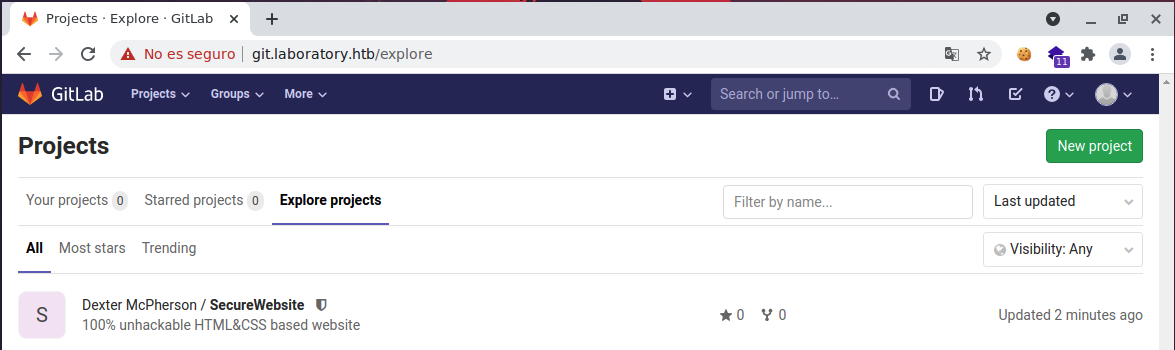 Projects · Explore · GitLab
No es seguro git.laboratory.htb/explore
11
GitLab Projects Groups More Search or jump to... ?
Projects New project
Your projects 0 Starred projects 0 Explore projects Filter by name... Last updated
All Most stars Trending Visibility: Any
S
Dexter McPherson / SecureWebsite
100% unhackable HTML&CSS based website
0 0 Updated 2 minutes ago